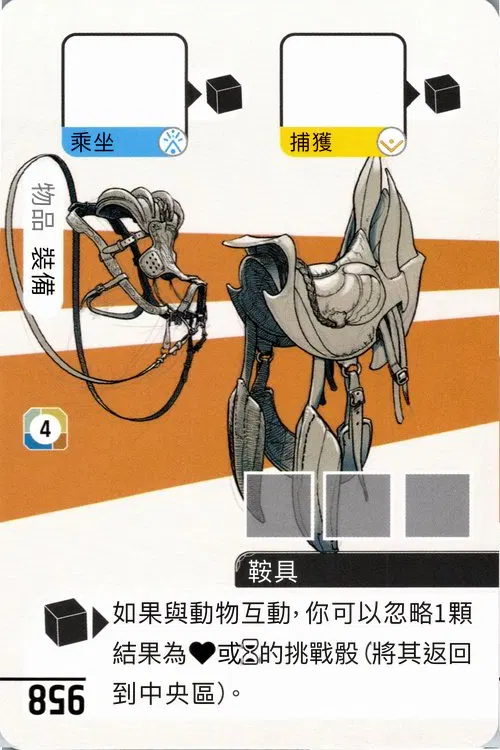 乘坐
捕獲
物品 裝備
4
鞍具
如果與動物互動，你可以忽略1顆
結果為♥或⌛的挑戰骰（將其返回
到中央區）。
956